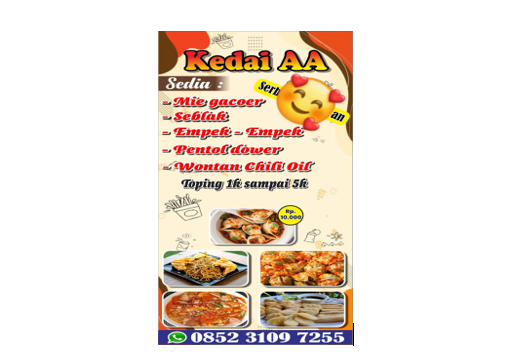 Kedai AA
Sedia :
Serb an
- Mie gacoer
- Seblak
- Empek - Empek
- Pentol dower
- Wontan Chili Oil
Toping 1k sampai 5k
Rp.
10.000
0852 3109 7255